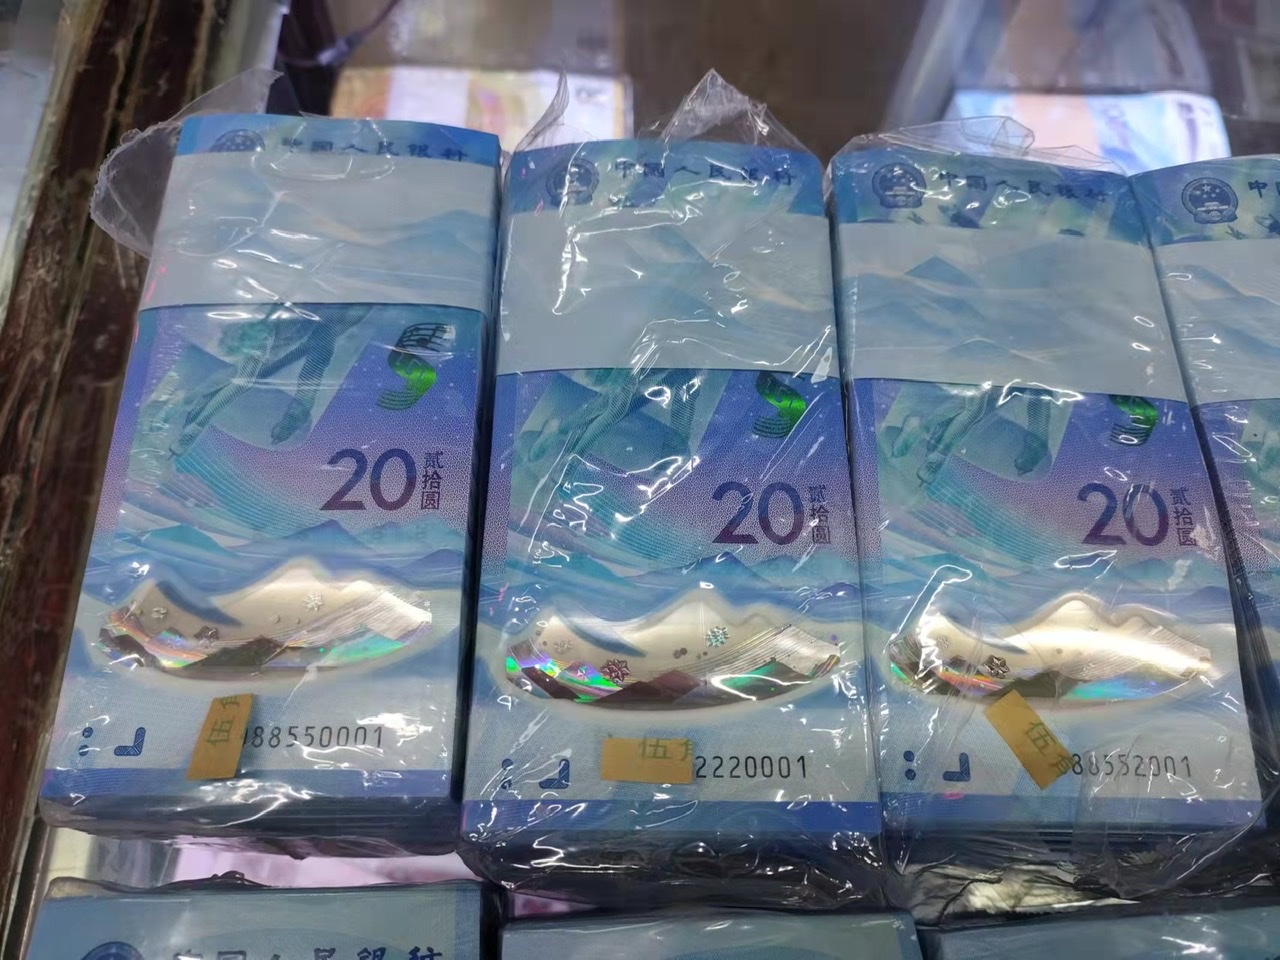 中国人民银行
20 贰拾圆
88550001
中国人民银行
20 贰拾圆
伍
2220001
中国人民银行
20 贰拾圆
伍
88552001
中
伍
中国人民银行